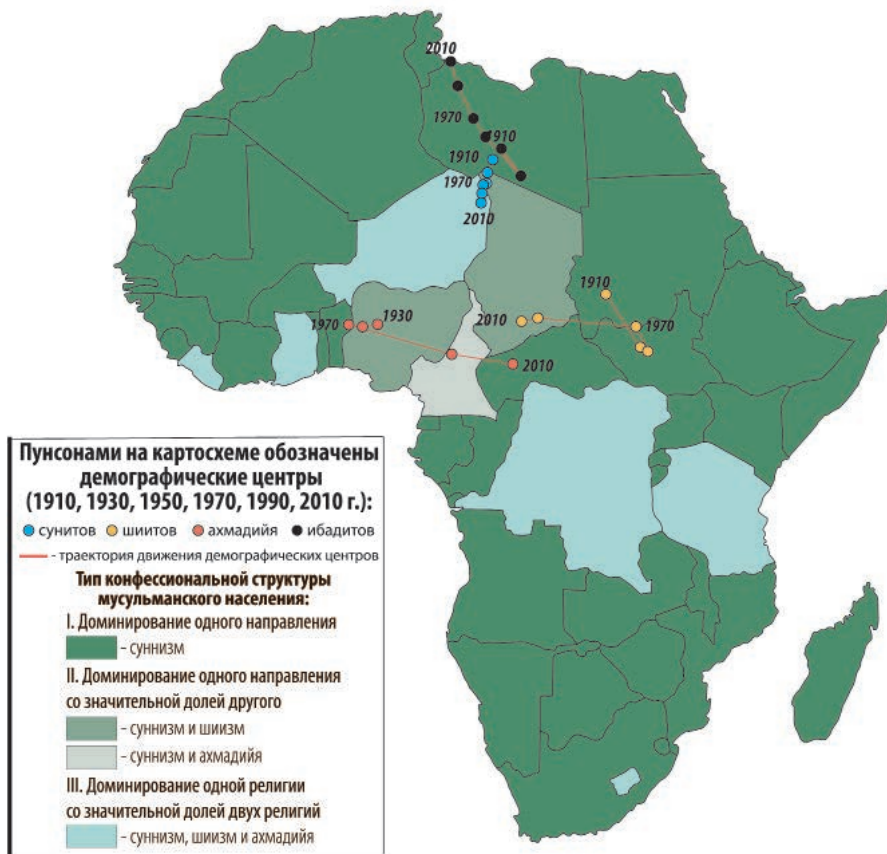 2010
1970
1910
1910
1970
2010
1910
1970
2010
1970
1930
2010
Пунсонами на картосхеме обозначены
демографические центры
(1910, 1930, 1950, 1970, 1990, 2010 г.):
сунитов
шиитов
ахмадийя
ибадитов
- траектория движения демографических центров
Тип конфессиональной структуры
мусульманского населения:
I. Доминирование одного направления
- суннизм
II. Доминирование одного направления
со значительной долей другого
- суннизм и шиизм
- суннизм и ахмадийя
III. Доминирование одной религии
со значительной долей двух религий
- суннизм, шиизм и ахмадийя